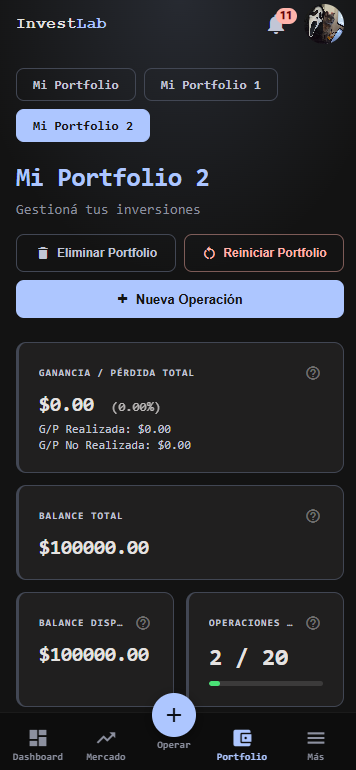 InvestLab
11
Mi Portfolio
Mi Portfolio 1
Mi Portfolio 2
Mi Portfolio 2
Gestioná tus inversiones
Eliminar Portfolio
Reiniciar Portfolio
+ Nueva Operación
GANANCIA / PÉRDIDA TOTAL
$0.00 (0.00%)
G/P Realizada: $0.00
G/P No Realizada: $0.00
BALANCE TOTAL
$100000.00
BALANCE DISP…
$100000.00
OPERACIONES …
2 / 20
Dashboard
Mercado
+
Operar
Portfolio
Más